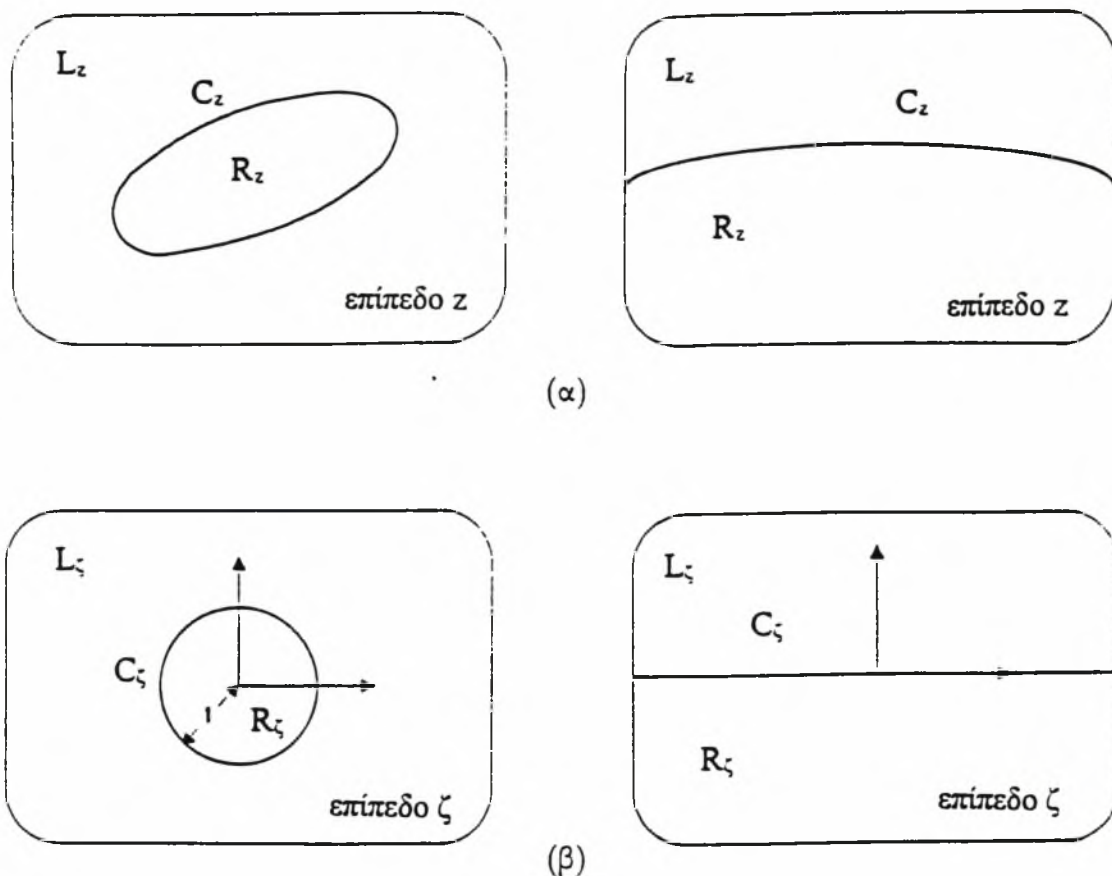 L_z
C_z
R_z
επίπεδο z
L_z
C_z
R_z
επίπεδο z
(α)
L_ζ
C_ζ
1
R_ζ
επίπεδο ζ
L_ζ
C_ζ
R_ζ
επίπεδο ζ
(β)